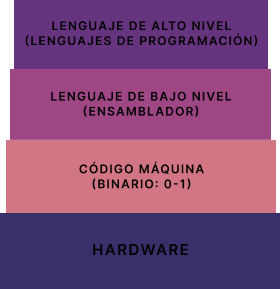 LENGUAJE DE ALTO NIVEL
(LENGUAJES DE PROGRAMACIÓN)
LENGUAJE DE BAJO NIVEL
(ENSAMBLADOR)
CÓDIGO MÁQUINA
(BINARIO: 0-1)
HARDWARE